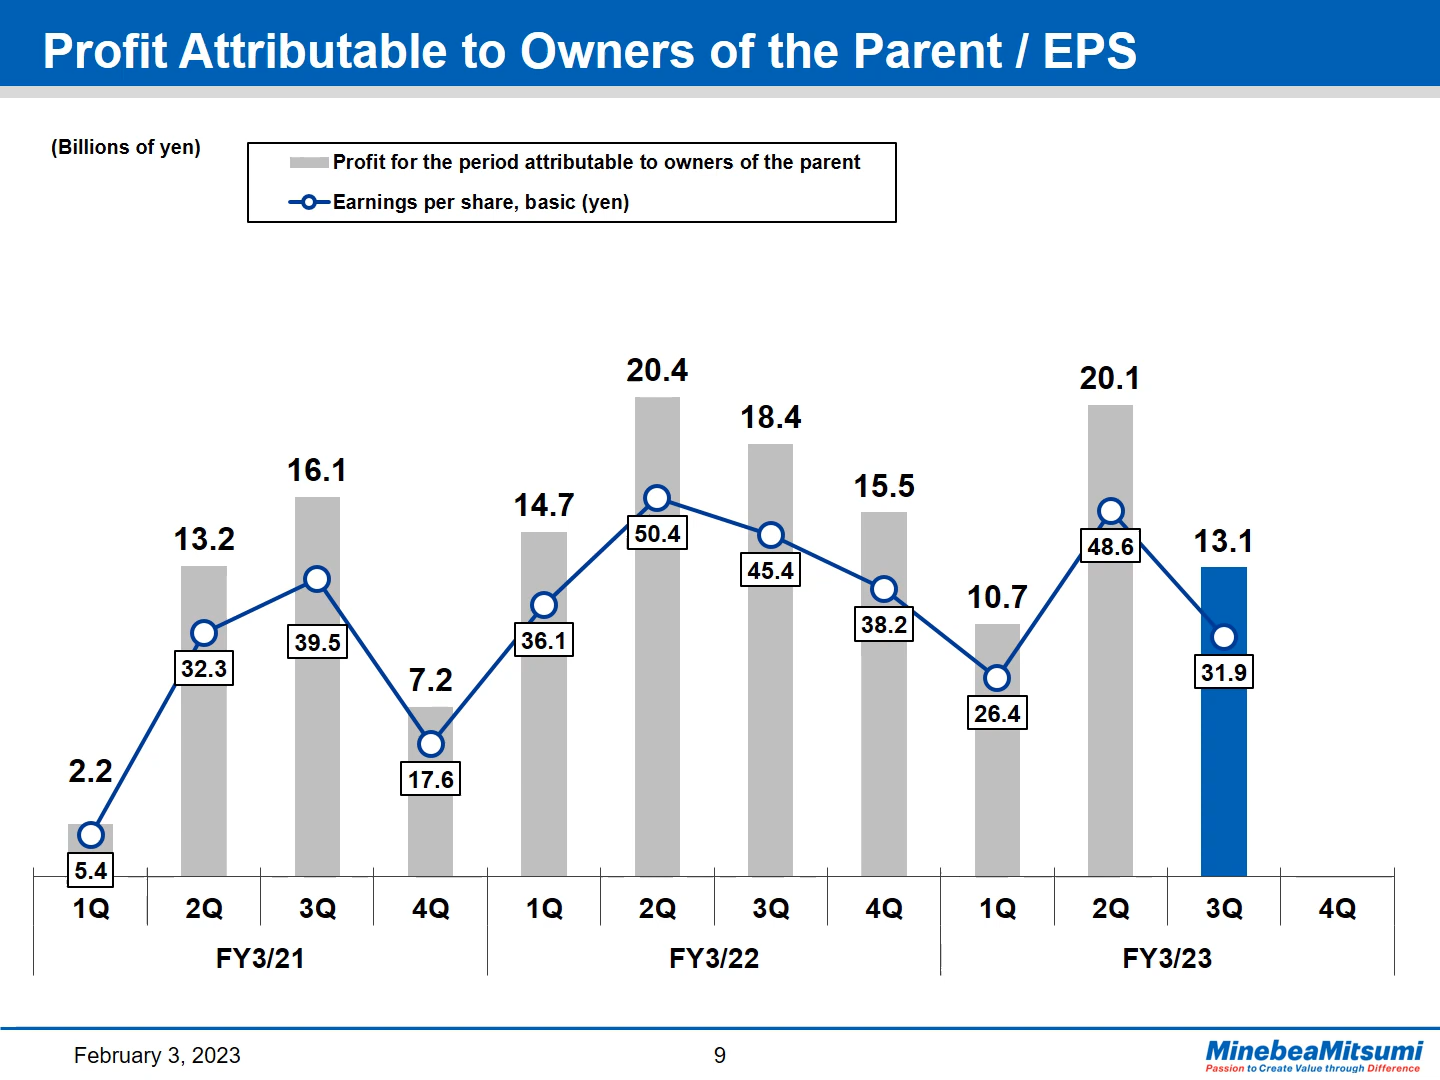 Profit Attributable to Owners of the Parent / EPS
(Billions of yen)
Profit for the period attributable to owners of the parent
Earnings per share, basic (yen)
20.4
20.1
18.4
16.1
15.5
14.7
50.4
48.6
13.2
13.1
45.4
10.7
38.2
39.5
36.1
32.3
31.9
7.2
26.4
2.2
17.6
5.4
1Q 2Q 3Q 4Q 1Q 2Q 3Q 4Q 1Q 2Q 3Q 4Q
FY3/21 FY3/22 FY3/23
February 3, 2023
9
MinebeaMitsumi
Passion to Create Value through Difference